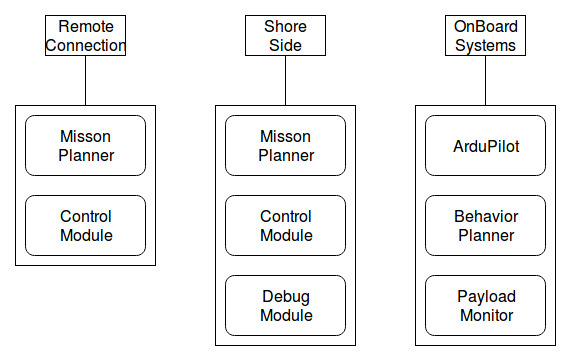 Remote
Connection
Misson
Planner
Control
Module
Shore
Side
Misson
Planner
Control
Module
Debug
Module
OnBoard
Systems
ArduPilot
Behavior
Planner
Payload
Monitor